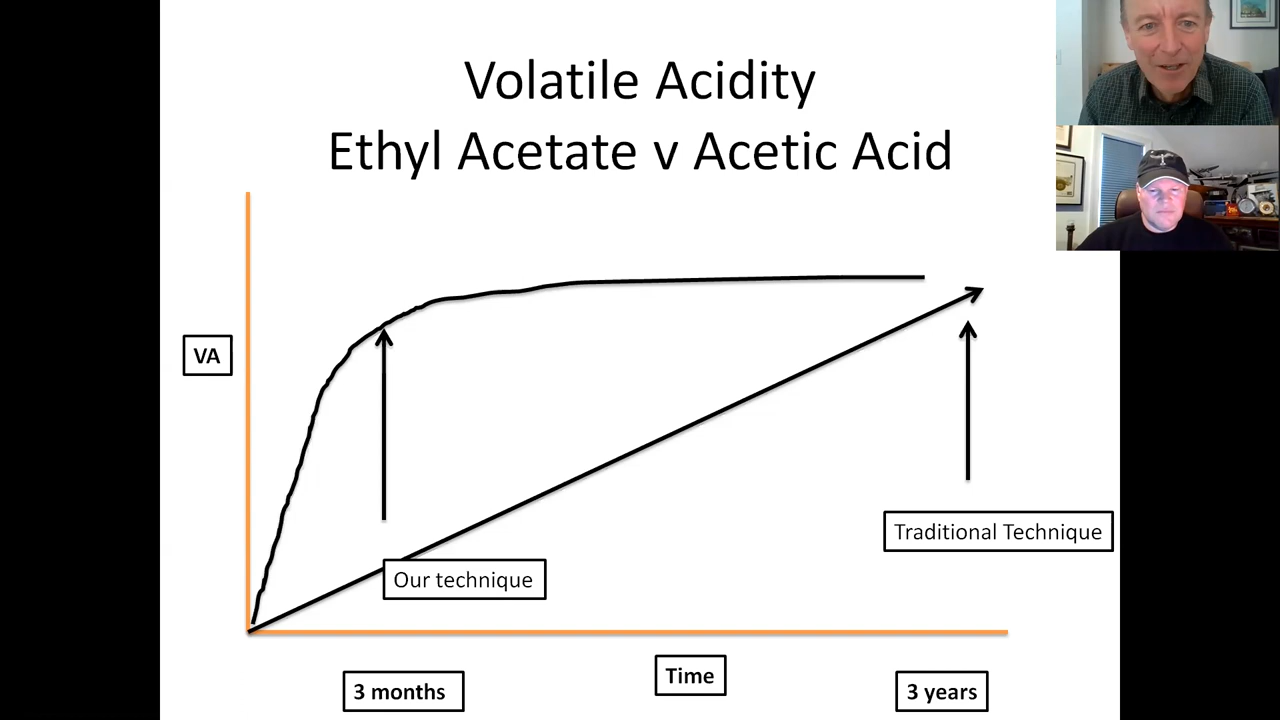 Volatile Acidity
Ethyl Acetate v Acetic Acid
VA
Traditional Technique
Our technique
Time
3 months
3 years